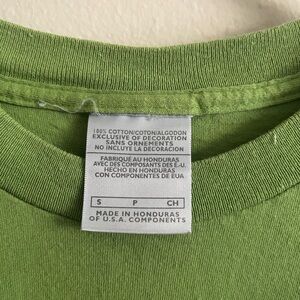 100% COTTON/COTON/ALGODON
EXCLUSIVE OF DECORATION
SANS ORNEMENTS
NO INCLUYE LA DECORACION
FABRIQUÉ AU HONDURAS
AVEC DES COMPOSANTS DES É.-U.
HECHO EN HONDURAS
CON COMPONENTES DE EUA.
S P CH
MADE IN HONDURAS
OF U.S.A. COMPONENTS